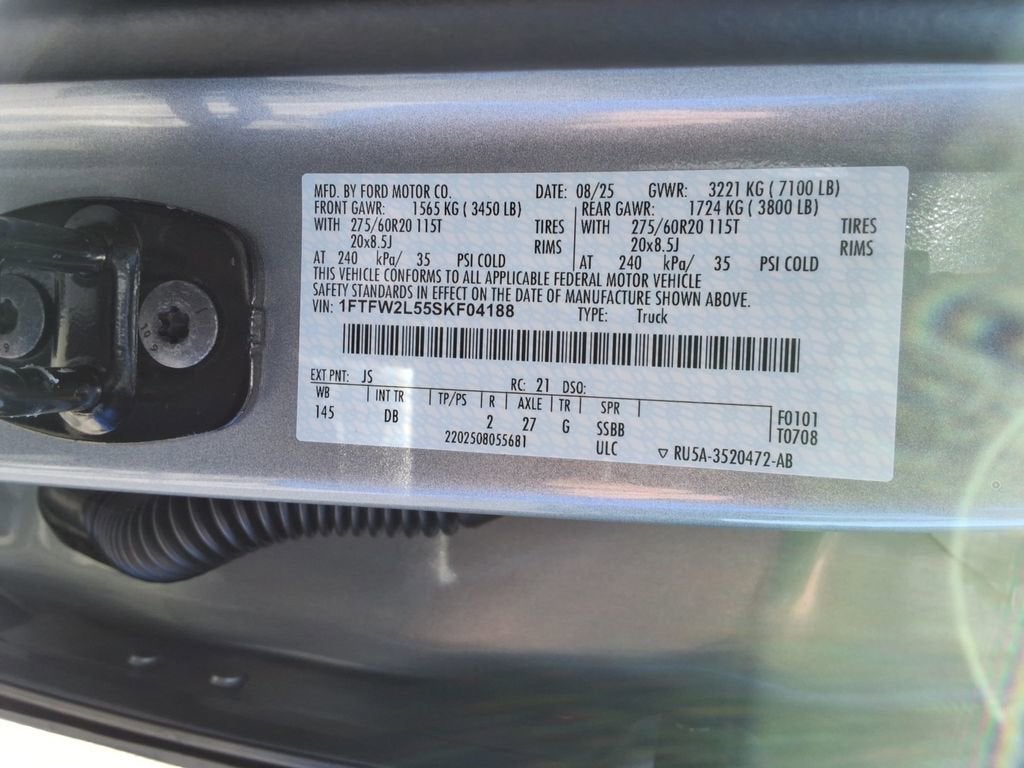 MFD. BY FORD MOTOR CO. DATE: 08/25 GVWR: 3221 KG ( 7100 LB)
FRONT GAWR: 1565 KG ( 3450 LB) REAR GAWR: 1724 KG ( 3800 LB)
WITH 275/60R20 115T TIRES WITH 275/60R20 115T TIRES
20x8.5J RIMS 20x8.5J RIMS
AT 240 kPa/ 35 PSI COLD AT 240 kPa/ 35 PSI COLD
THIS VEHICLE CONFORMS TO ALL APPLICABLE FEDERAL MOTOR VEHICLE
SAFETY STANDARDS IN EFFECT ON THE DATE OF MANUFACTURE SHOWN ABOVE.
VIN: 1FTFW2L55SKF04188 TYPE: Truck
EXT PNT: JS RC: 21 DSO:
WB INT TR TP/PS R AXLE TR SPR F0101
145 DB 2 27 G SSBB T0708
2202508055681 ULC ▽ RU5A-3520472-AB